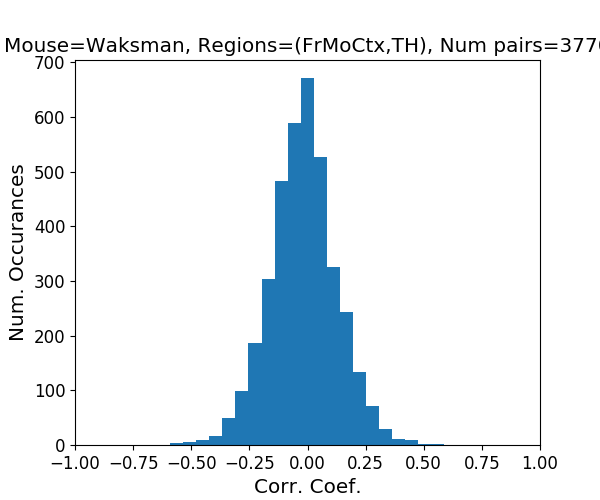 Mouse=Waksman, Regions=(FrMoCtx,TH), Num pairs=377
700
600
500
400
300
200
100
0
Num. Occurances
−1.00 −0.75 −0.50 −0.25 0.00 0.25 0.50 0.75 1.00
Corr. Coef.